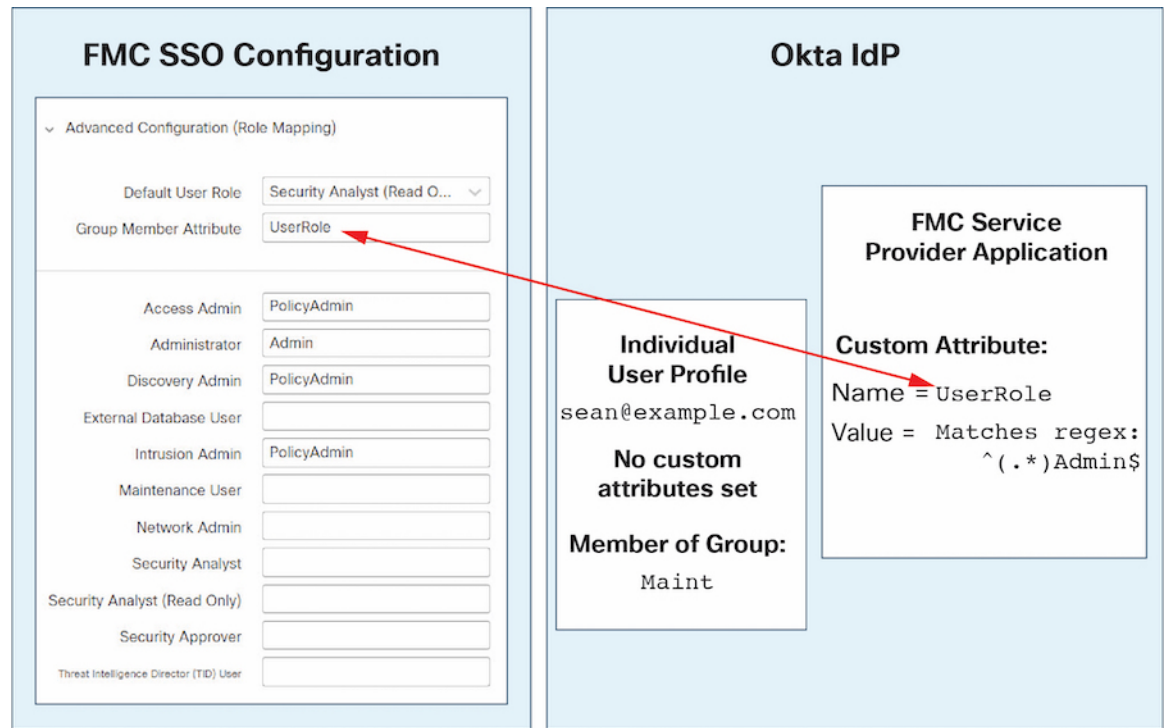 FMC SSO Configuration
Advanced Configuration (Role Mapping)
Default User Role Security Analyst (Read O...
Group Member Attribute UserRole
Access Admin PolicyAdmin
Administrator Admin
Discovery Admin PolicyAdmin
External Database User
Intrusion Admin PolicyAdmin
Maintenance User
Network Admin
Security Analyst
Security Analyst (Read Only)
Security Approver
Threat Intelligence Director (TID) User
Okta IdP
Individual
User Profile
sean@example.com
No custom
attributes set
Member of Group:
Maint
FMC Service
Provider Application
Custom Attribute:
Name = UserRole
Value = Matches regex:
^(.*)Admin$